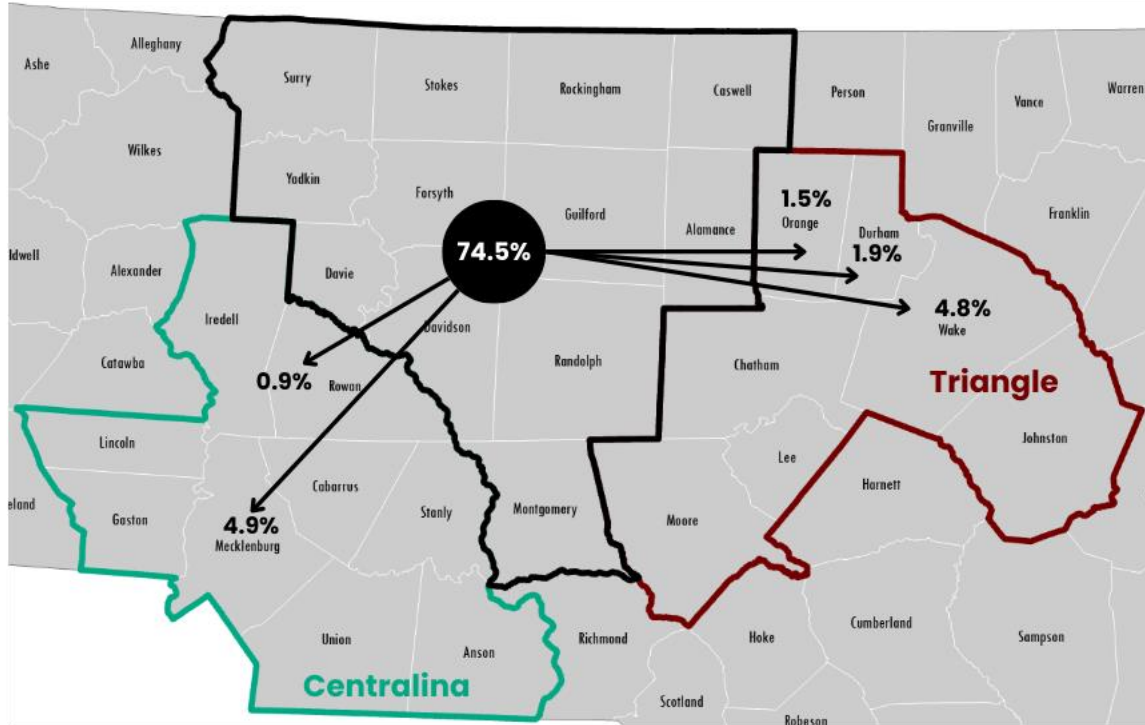 Alleghany
Ashe
Surry
Stokes
Rockingham
Caswell
Person
Vance
Warren
Granville
Wilkes
Yadkin
Forsyth
Guilford
Alamance
1.5%
Orange
Durham
1.9%
Franklin
74.5%
ldwell
Alexander
Davie
Iredell
Davidson
4.8%
Wake
Catawba
Randolph
Chatham
0.9%
Rowan
Triangle
Lincoln
Johnston
Lee
Harnett
Cabarrus
eland
Gaston
Stanly
Montgomery
Moore
4.9%
Mecklenburg
Union
Anson
Richmond
Hoke
Cumberland
Sampson
Centralina
Scotland
Robeson